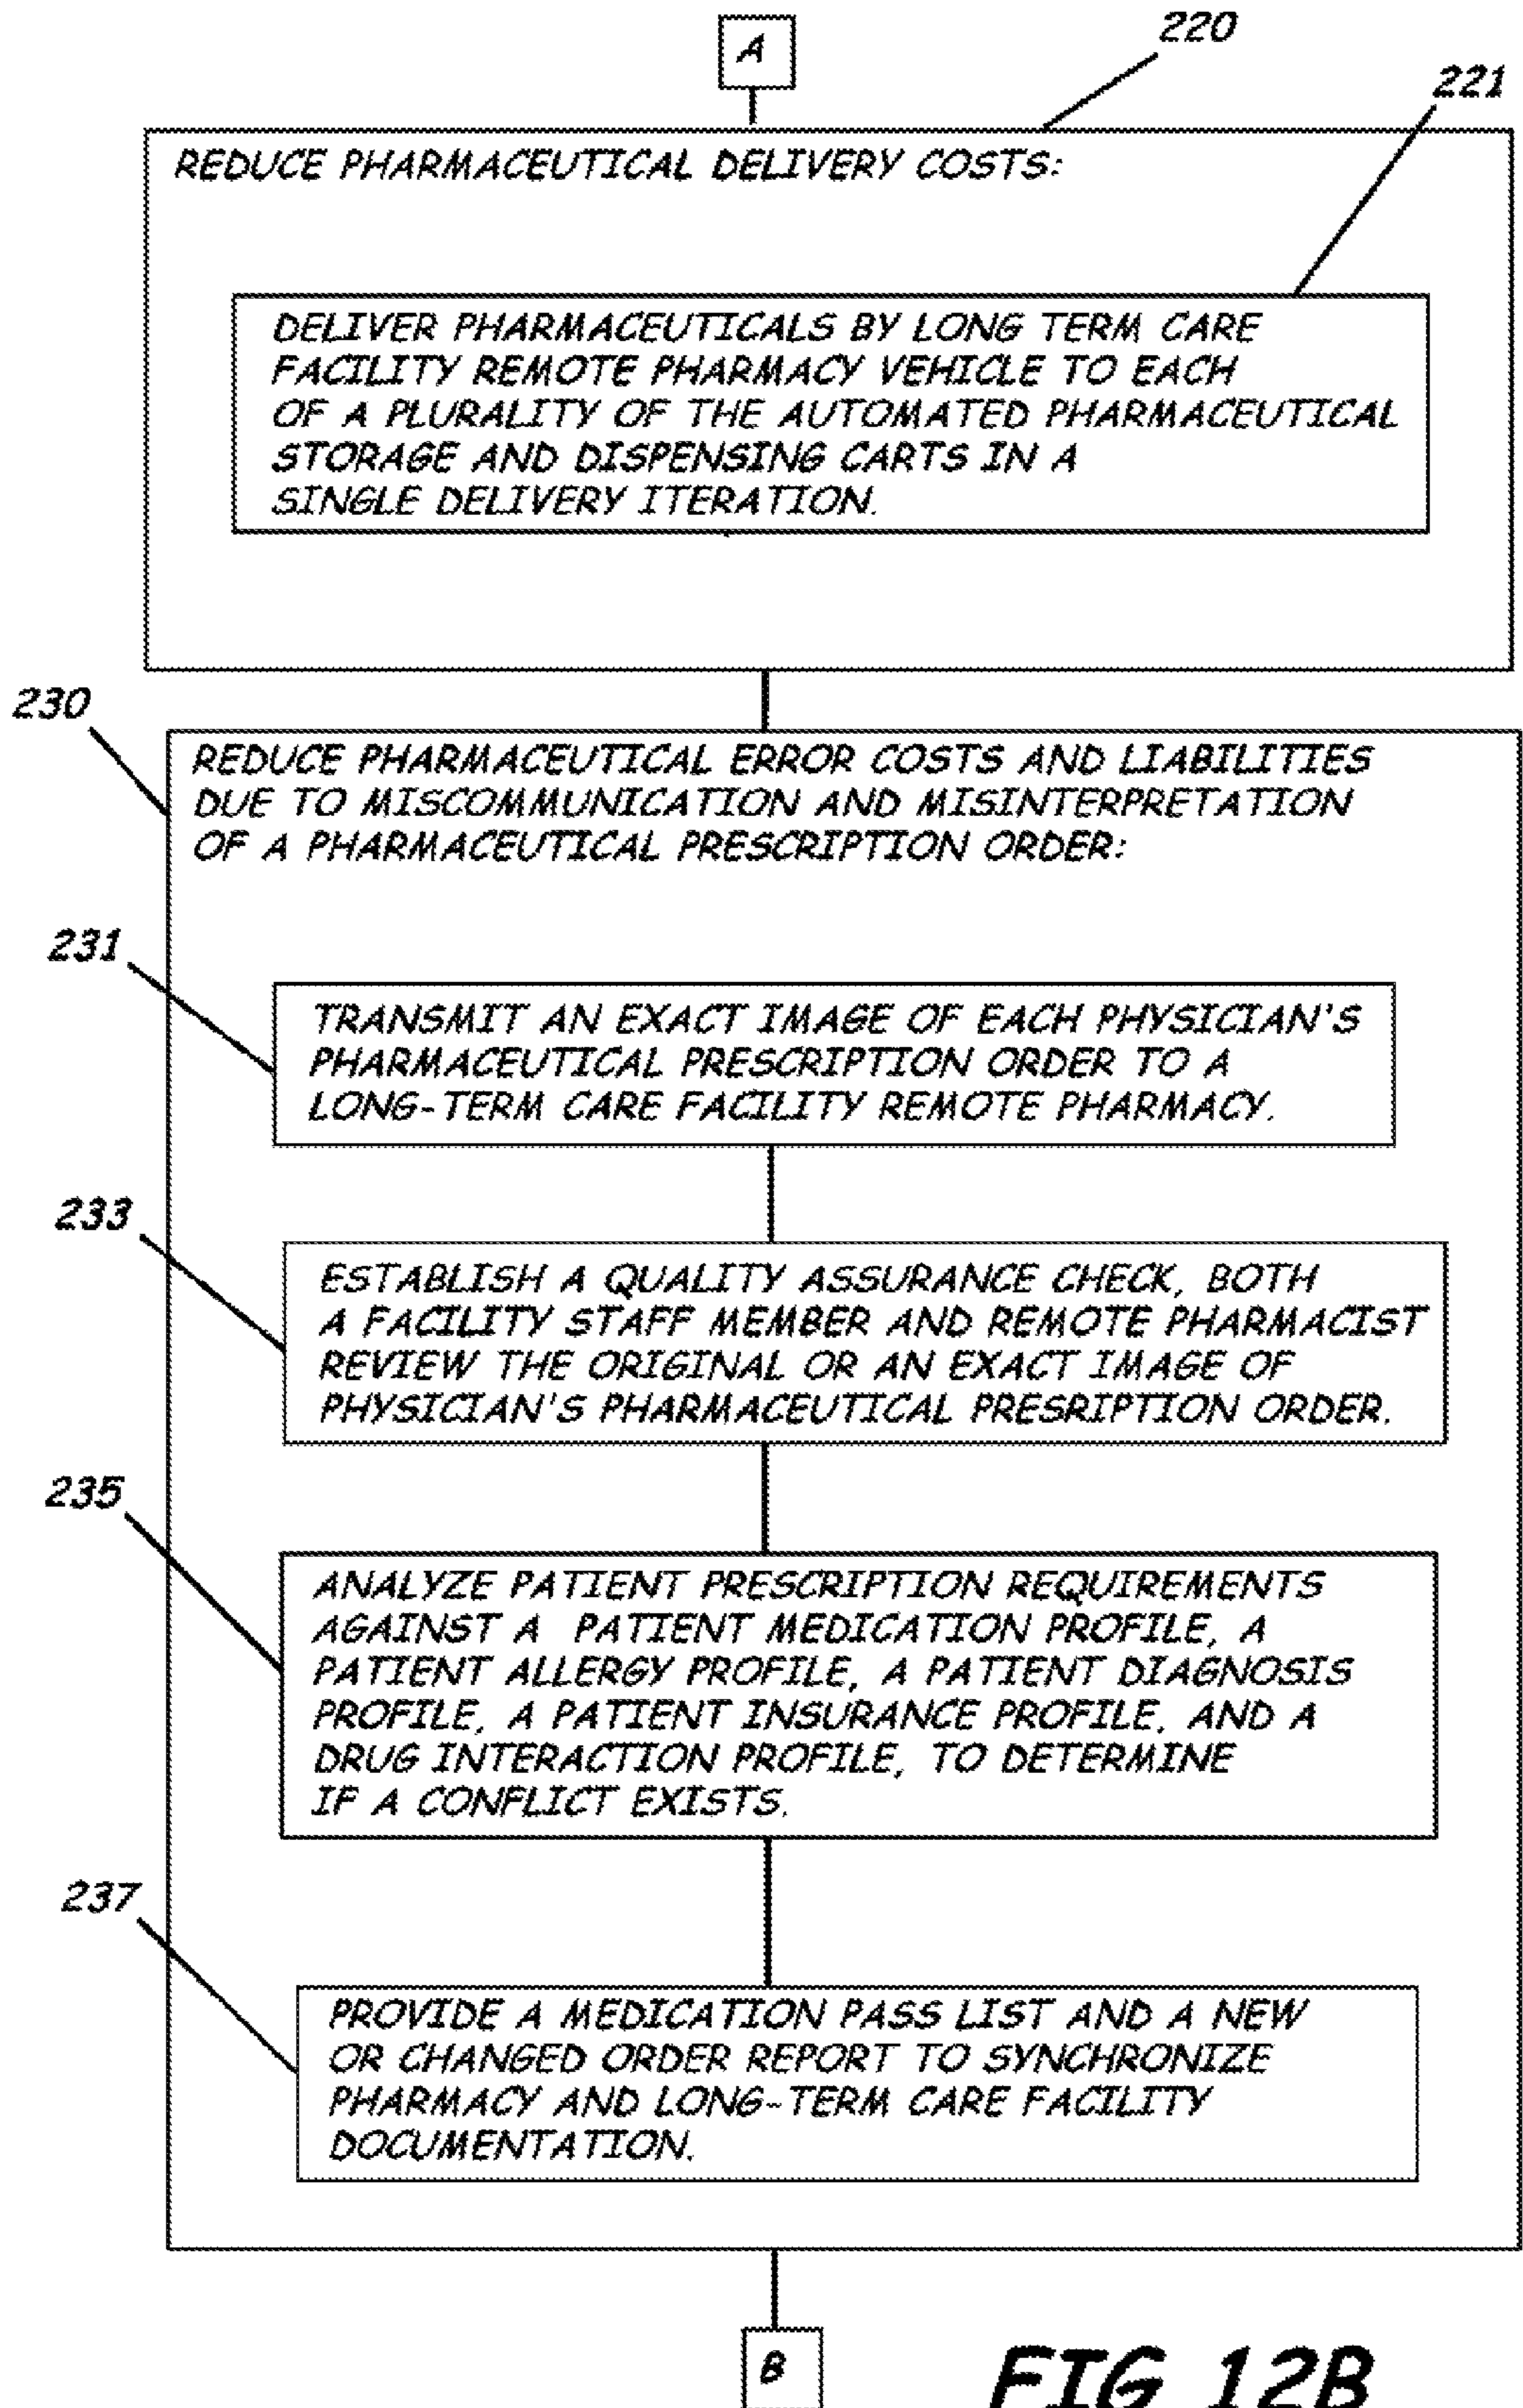 A
220
221
REDUCE PHARMACEUTICAL DELIVERY COSTS:
DELIVER PHARMACEUTICALS BY LONG TERM CARE
FACILITY REMOTE PHARMACY VEHICLE TO EACH
OF A PLURALITY OF THE AUTOMATED PHARMACEUTICAL
STORAGE AND DISPENSING CARTS IN A
SINGLE DELIVERY ITERATION.
230
REDUCE PHARMACEUTICAL ERROR COSTS AND LIABILITIES
DUE TO MISCOMMUNICATION AND MISINTERPRETATION
OF A PHARMACEUTICAL PRESCRIPTION ORDER:
231
TRANSMIT AN EXACT IMAGE OF EACH PHYSICIAN'S
PHARMACEUTICAL PRESCRIPTION ORDER TO A
LONG-TERM CARE FACILITY REMOTE PHARMACY.
233
ESTABLISH A QUALITY ASSURANCE CHECK, BOTH
A FACILITY STAFF MEMBER AND REMOTE PHARMACIST
REVIEW THE ORIGINAL OR AN EXACT IMAGE OF
PHYSICIAN'S PHARMACEUTICAL PRESRIPTION ORDER.
235
ANALYZE PATIENT PRESCRIPTION REQUIREMENTS
AGAINST A PATIENT MEDICATION PROFILE, A
PATIENT ALLERGY PROFILE, A PATIENT DIAGNOSIS
PROFILE, A PATIENT INSURANCE PROFILE, AND A
DRUG INTERACTION PROFILE, TO DETERMINE
IF A CONFLICT EXISTS.
237
PROVIDE A MEDICATION PASS LIST AND A NEW
OR CHANGED ORDER REPORT TO SYNCHRONIZE
PHARMACY AND LONG-TERM CARE FACILITY
DOCUMENTATION.
B
FIG 12B